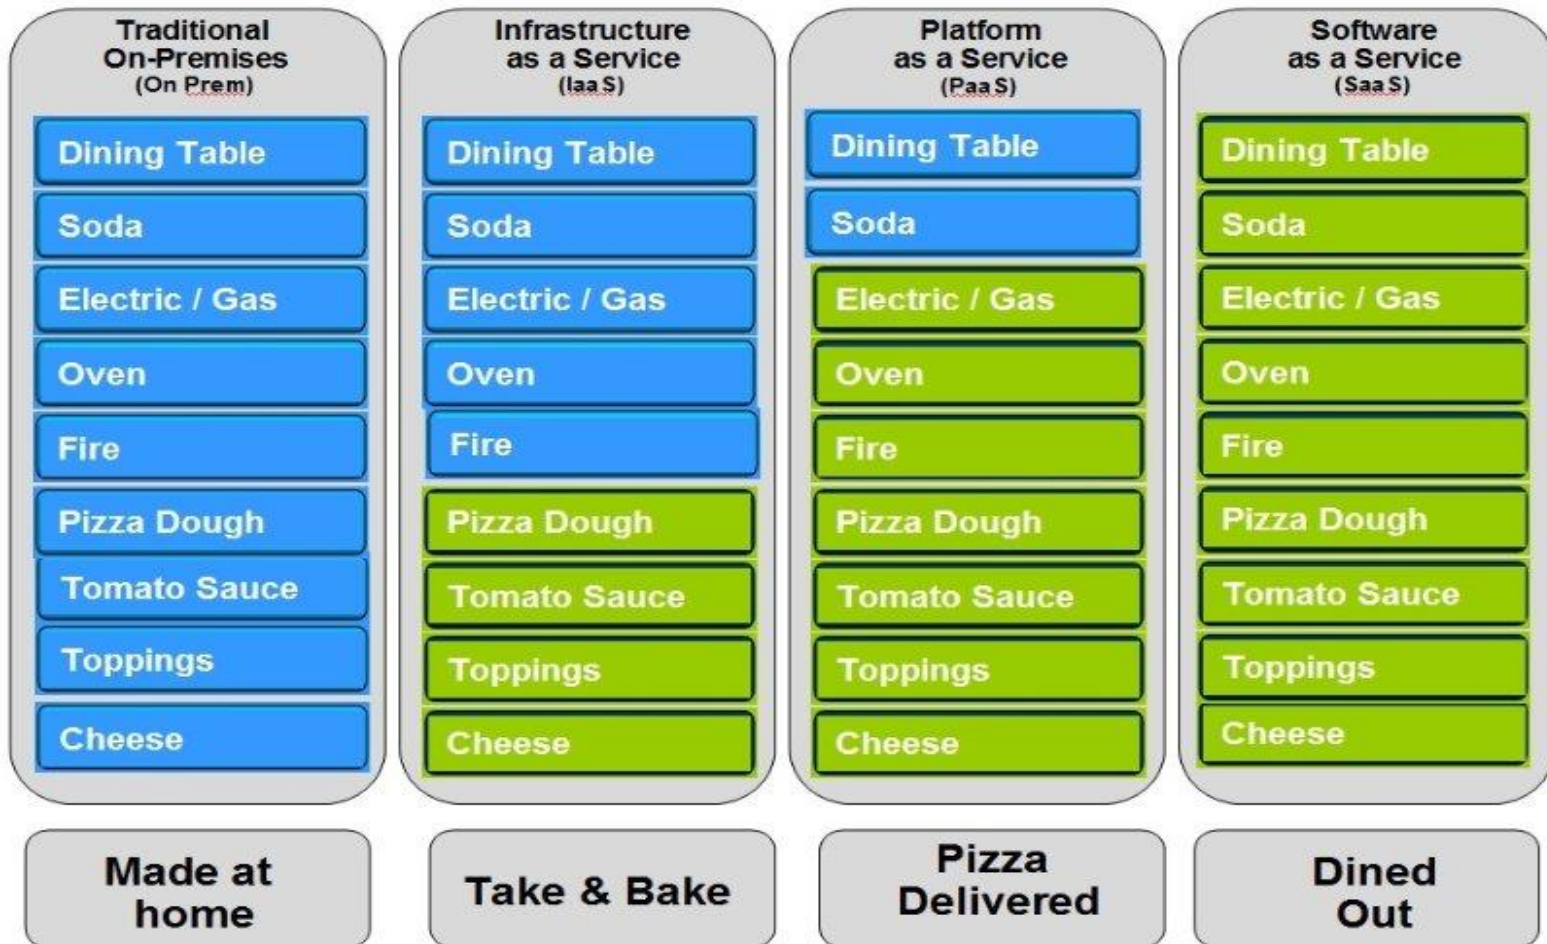 Traditional
On-Premises
(On Prem)
Dining Table
Soda
Electric / Gas
Oven
Fire
Pizza Dough
Tomato Sauce
Toppings
Cheese
Made at
home
Infrastructure
as a Service
(IaaS)
Dining Table
Soda
Electric / Gas
Oven
Fire
Pizza Dough
Tomato Sauce
Toppings
Cheese
Take & Bake
Platform
as a Service
(PaaS)
Dining Table
Soda
Electric / Gas
Oven
Fire
Pizza Dough
Tomato Sauce
Toppings
Cheese
Pizza
Delivered
Software
as a Service
(SaaS)
Dining Table
Soda
Electric / Gas
Oven
Fire
Pizza Dough
Tomato Sauce
Toppings
Cheese
Dined
Out